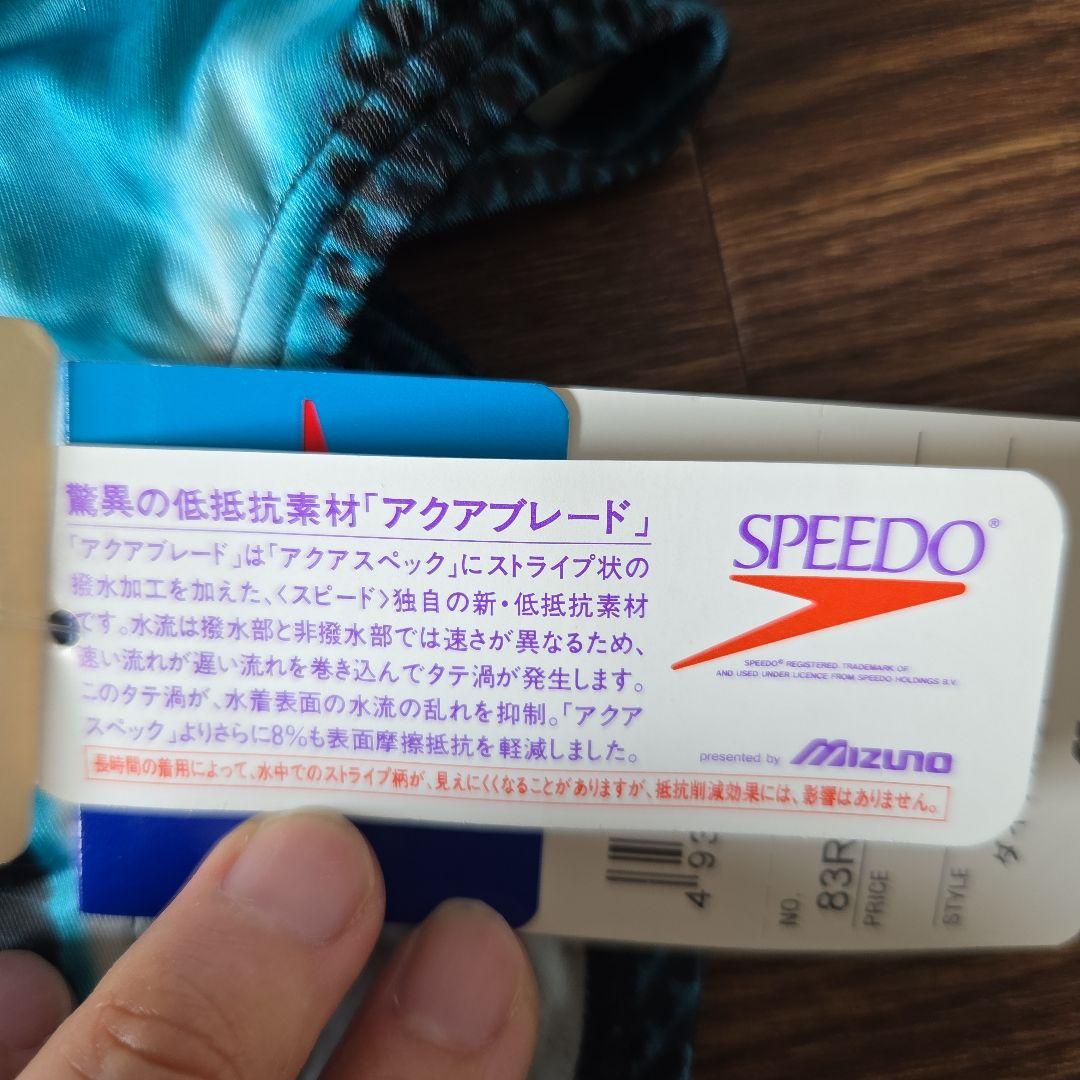 驚異の低抵抗素材「アクアブレード」
「アクアブレード」は「アクアスペック」にストライプ状の
撥水加工を加えた、〈スピード〉独自の新・低抵抗素材
です。水流は撥水部と非撥水部では速さが異なるため、
速い流れが遅い流れを巻き込んでタテ渦が発生します。
このタテ渦が、水着表面の水流の乱れを抑制。「アクア
スペック」よりさらに8%も表面摩擦抵抗を軽減しました。
長時間の着用によって、水中でのストライプ柄が、見えにくくなることがありますが、抵抗削減効果には、影響はありません。
SPEEDO®
SPEEDO® REGISTERED TRADEMARK OF
AND USED UNDER LICENCE FROM SPEEDO HOLDINGS B.V.
presented by MIZUNO
4 93
NO. 83R
PRICE
STYLE